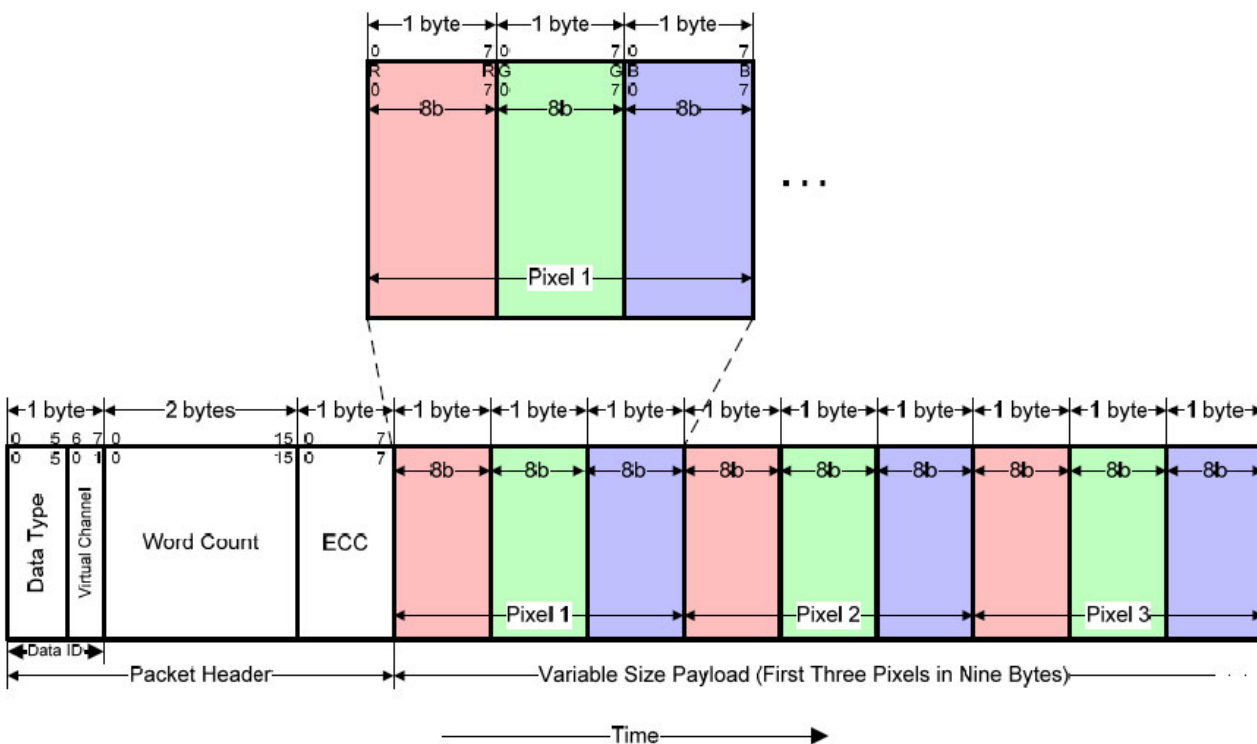 1 byte 1 byte 1 byte
0 7 0 7 0 7
R R G G B B
0 7 0 7 0 7
8b 8b 8b
...
Pixel 1
1 byte 2 bytes 1 byte 1 byte 1 byte 1 byte 1 byte 1 byte 1 byte 1 byte 1 byte 1 byte
0 5 6 7 0 15 0 7
0 5 0 1 0 15 0 7
8b 8b 8b 8b 8b 8b 8b 8b 8b
Data Type
Virtual Channel
Word Count
ECC
Pixel 1 Pixel 2 Pixel 3
Data ID
Packet Header
Variable Size Payload (First Three Pixels in Nine Bytes)
Time